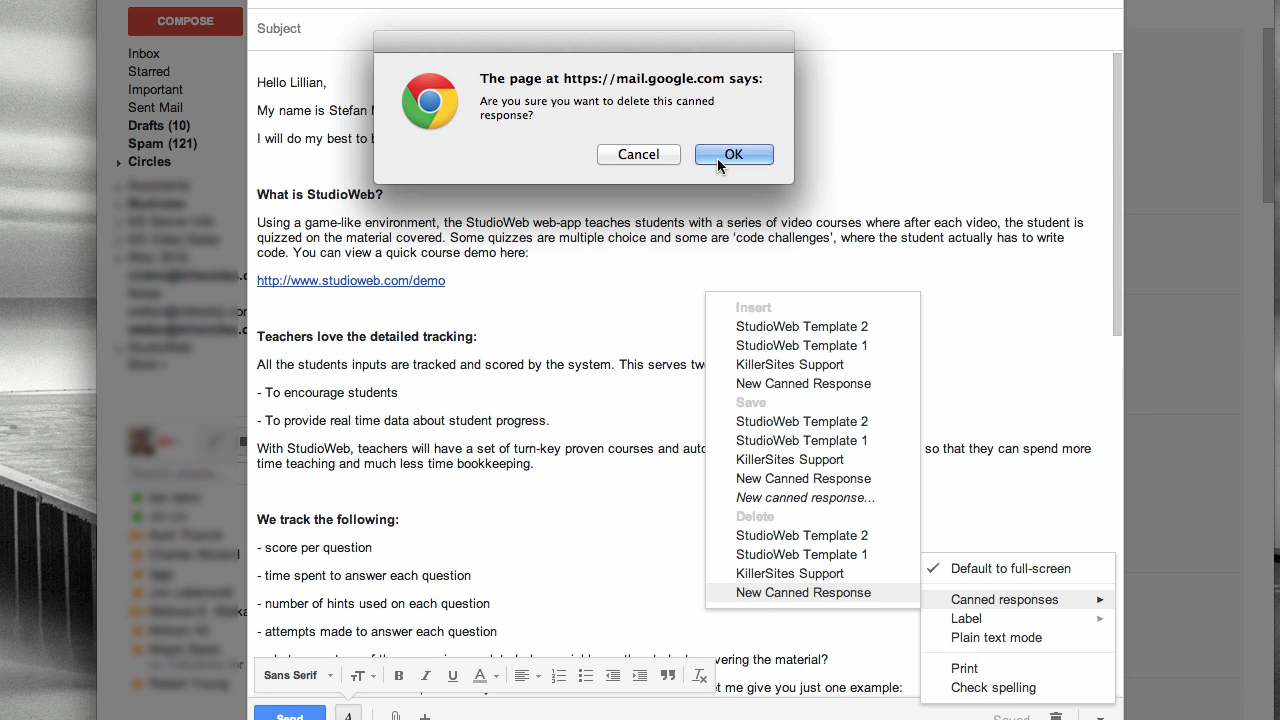 COMPOSE
Inbox
Starred
Important
Sent Mail
Drafts (10)
Spam (121)
Circles
Subject
The page at https://mail.google.com says:
Are you sure you want to delete this canned
response?
Cancel
OK
Hello Lillian,
My name is Stefan
I will do my best to
What is StudioWeb?
Using a game-like environment, the StudioWeb web-app teaches students with a series of video courses where after each video, the student is
quizzed on the material covered. Some quizzes are multiple choice and some are ‘code challenges’, where the student actually has to write
code. You can view a quick course demo here:
http://www.studioweb.com/demo
Teachers love the detailed tracking:
All the students inputs are tracked and scored by the system. This serves
- To encourage students
- To provide real time data about student progress.
With StudioWeb, teachers will have a set of turn-key proven courses and so that they can spend more
time teaching and much less time bookkeeping.
We track the following:
- score per question
- time spent to answer each question
- number of hints used on each question
- attempts made to answer each question
the material?
give you just one example:
Insert
StudioWeb Template 2
StudioWeb Template 1
KillerSites Support
New Canned Response
Save
StudioWeb Template 2
StudioWeb Template 1
KillerSites Support
New Canned Response
New canned response...
Delete
StudioWeb Template 2
StudioWeb Template 1
KillerSites Support
New Canned Response
Default to full-screen
Canned responses
Label
Plain text mode
Print
Check spelling
Sans Serif
B I U A
Send
Saved